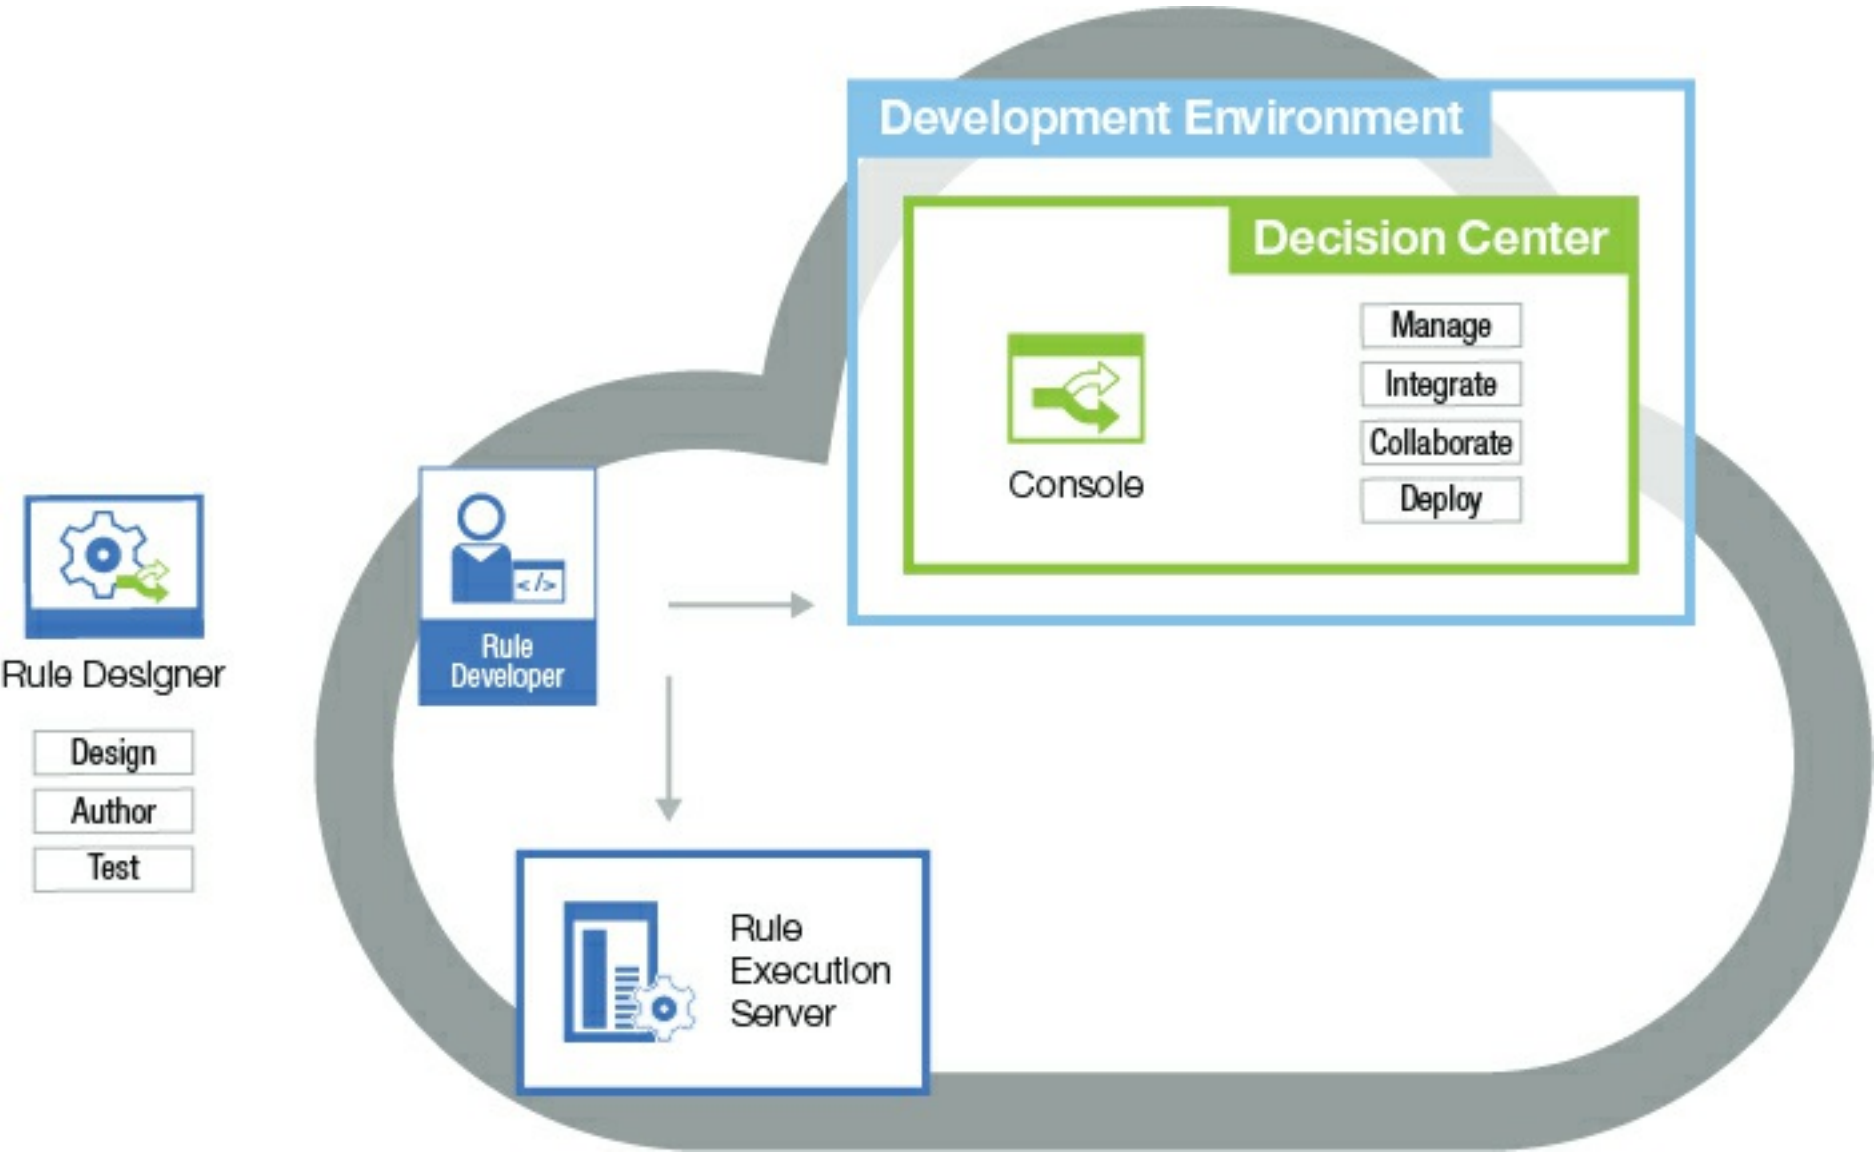 Development Environment
Decision Center
Manage
Integrate
Collaborate
Deploy
Console
</>
Rule
Developer
Rule Designer
Design
Author
Test
Rule
Execution
Server